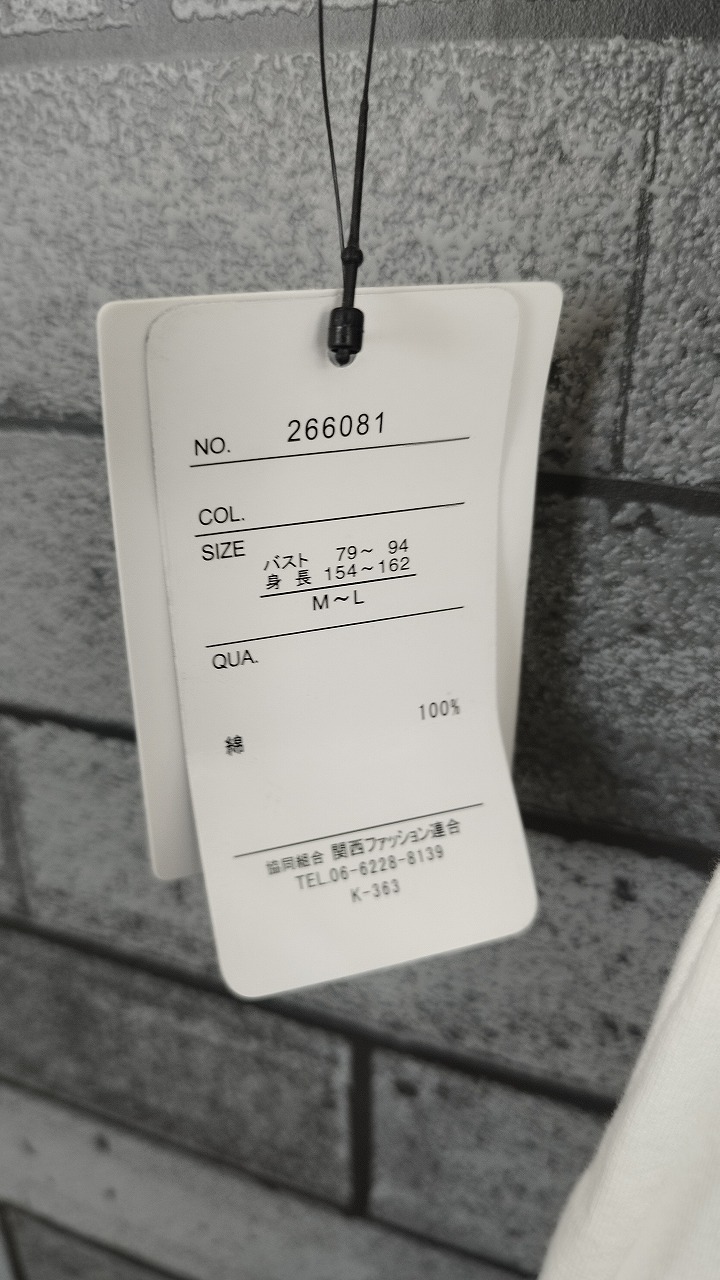 NO. 266081
COL.
SIZE
バスト 79～ 94
身 長 154～162
M～L
QUA.
綿 100%
協同組合 関西ファッション連合
TEL.06-6228-8139
K-363